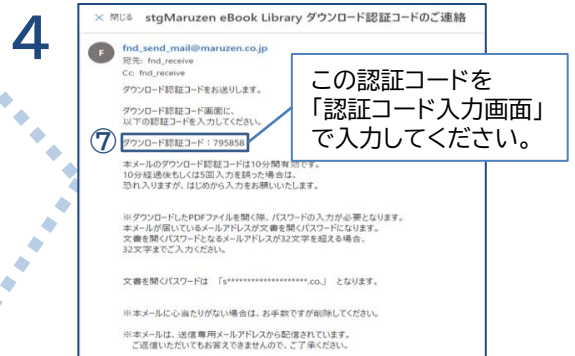 4
× 閉じる stgMaruzen eBook Library ダウンロード認証コードのご連絡
F
fnd_send_mail@maruzen.co.jp
宛先: fnd_receive
Cc: fnd_receive
ダウンロード認証コードをお送りします。
ダウンロード認証コード画面に、
以下の認証コードを入力してください。
⑦ ダウンロード認証コード：795858
この認証コードを
「認証コード入力画面」
で入力してください。
本メールのダウンロード認証コードは10分間有効です。
10分経過後もしくは5回入力を誤った場合は、
恐れ入りますが、はじめから入力をお願いいたします。
※ダウンロードしたPDFファイルを開く際、パスワードの入力が必要となります。
本メールが届いているメールアドレスが文書を開くパスワードになります。
文書を開くパスワードとなるメールアドレスが32文字を超える場合、
32文字までご入力ください。
文書を開くパスワードは 「s********************.co.」 となります。
※本メールに心当たりがない場合は、お手数ですが削除してください。
※本メールは、送信専用メールアドレスから配信されています。
ご返信いただいてもお答えできませんので、ご了承ください。